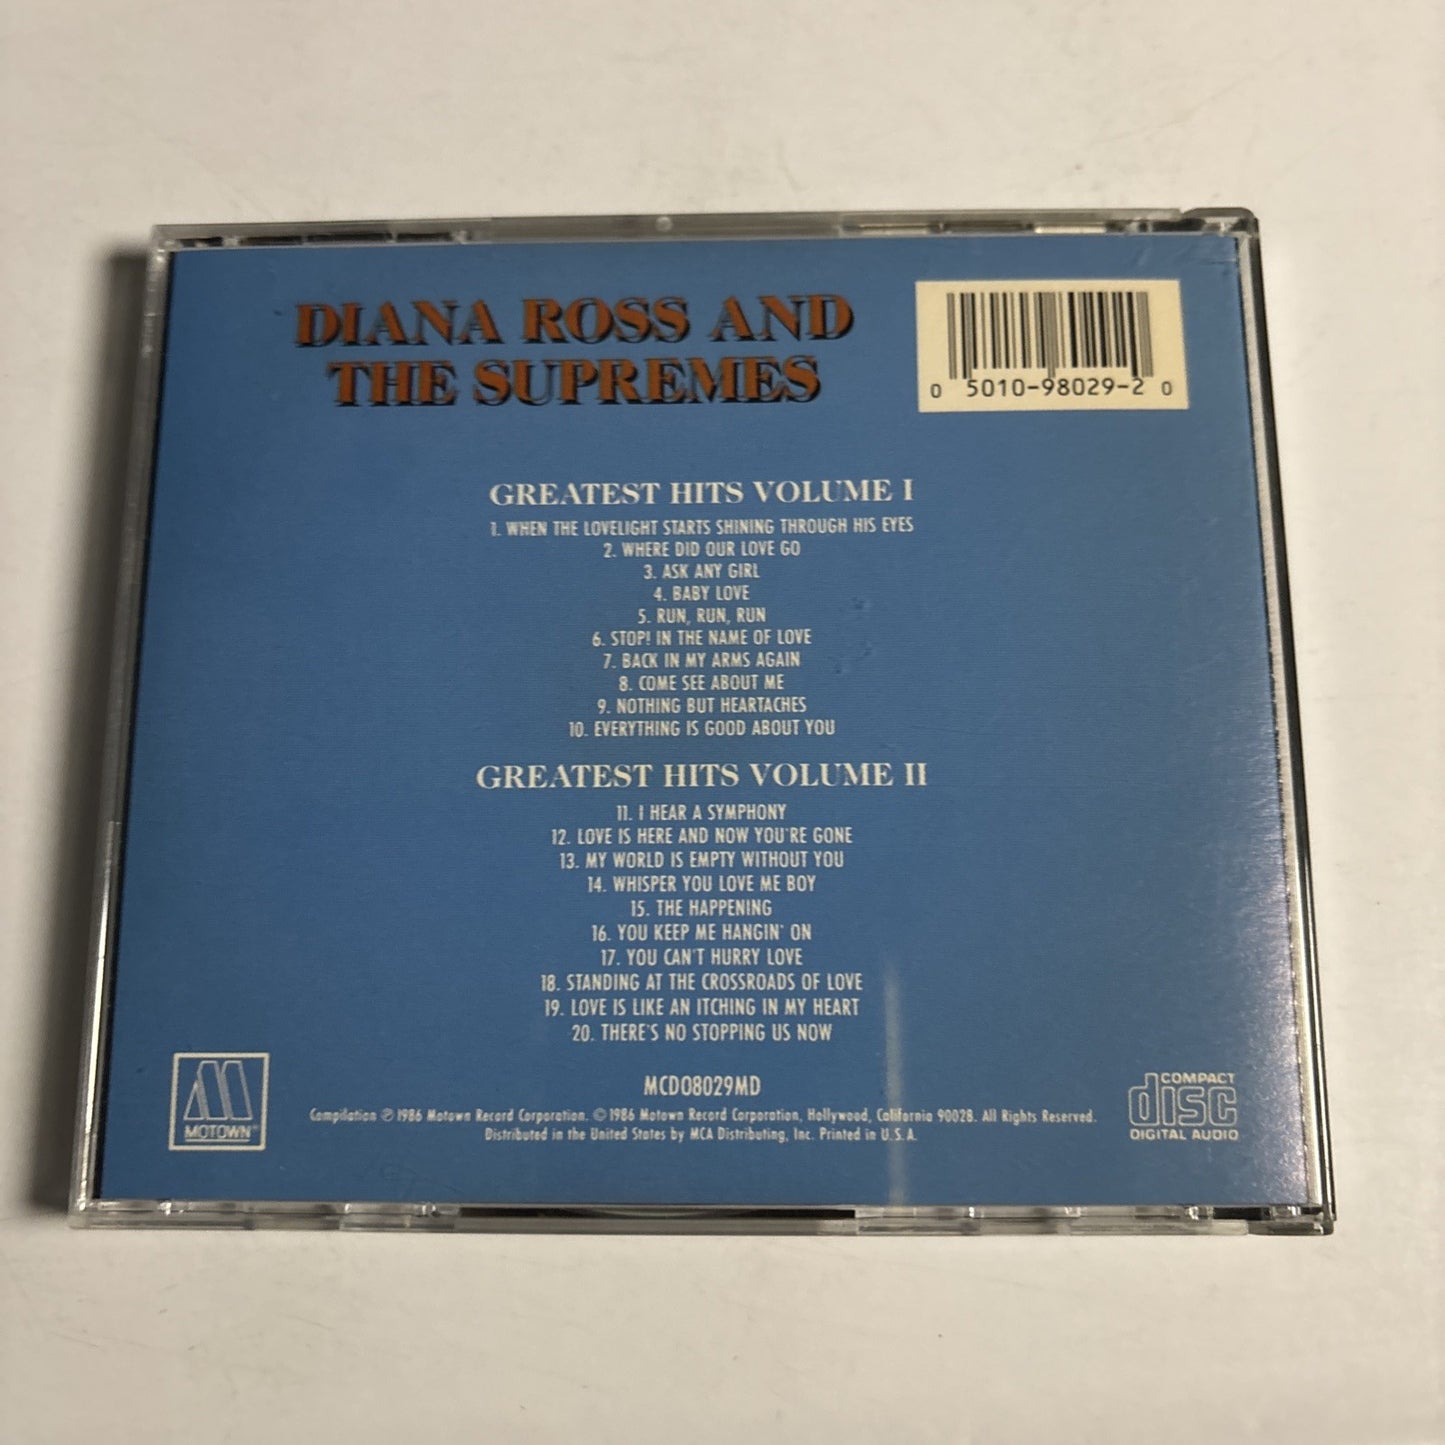 DIANA ROSS AND
THE SUPREMES
0 5010-98029-2 0
GREATEST HITS VOLUME I
1. WHEN THE LOVELIGHT STARTS SHINING THROUGH HIS EYES
2. WHERE DID OUR LOVE GO
3. ASK ANY GIRL
4. BABY LOVE
5. RUN, RUN, RUN
6. STOP! IN THE NAME OF LOVE
7. BACK IN MY ARMS AGAIN
8. COME SEE ABOUT ME
9. NOTHING BUT HEARTACHES
10. EVERYTHING IS GOOD ABOUT YOU
GREATEST HITS VOLUME II
11. I HEAR A SYMPHONY
12. LOVE IS HERE AND NOW YOU'RE GONE
13. MY WORLD IS EMPTY WITHOUT YOU
14. WHISPER YOU LOVE ME BOY
15. THE HAPPENING
16. YOU KEEP ME HANGIN' ON
17. YOU CAN'T HURRY LOVE
18. STANDING AT THE CROSSROADS OF LOVE
19. LOVE IS LIKE AN ITCHING IN MY HEART
20. THERE'S NO STOPPING US NOW
MCD08029MD
Compilation ℗ 1986 Motown Record Corporation. © 1986 Motown Record Corporation, Hollywood, California 90028. All Rights Reserved.
Distributed in the United States by MCA Distributing, Inc. Printed in U.S.A.
M
MOTOWN
COMPACT
disc
DIGITAL AUDIO